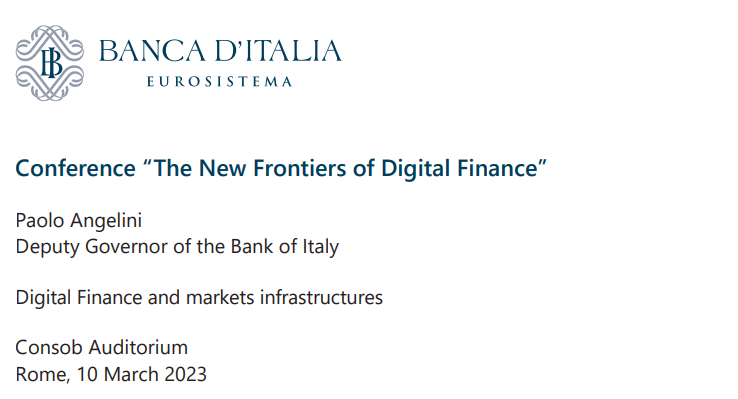 BANCA D'ITALIA
EUROSISTEMA
Conference “The New Frontiers of Digital Finance”
Paolo Angelini
Deputy Governor of the Bank of Italy
Digital Finance and markets infrastructures
Consob Auditorium
Rome, 10 March 2023